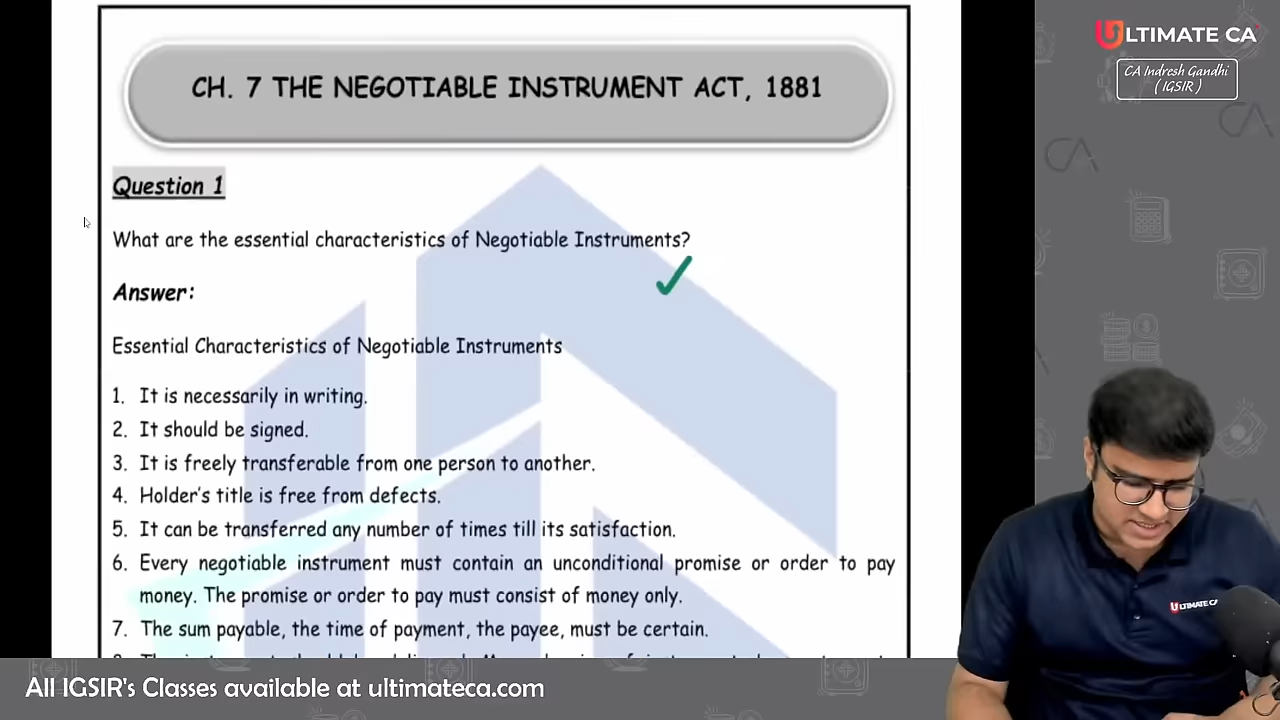 CH. 7 THE NEGOTIABLE INSTRUMENT ACT, 1881
Question 1
What are the essential characteristics of Negotiable Instruments?
Answer:
Essential Characteristics of Negotiable Instruments
1. It is necessarily in writing.
2. It should be signed.
3. It is freely transferable from one person to another.
4. Holder's title is free from defects.
5. It can be transferred any number of times till its satisfaction.
6. Every negotiable instrument must contain an unconditional promise or order to pay
money. The promise or order to pay must consist of money only.
7. The sum payable, the time of payment, the payee, must be certain.
ULTIMATE CA
CA Indresh Gandhi
( IGSIR )
CA
CA
ULTIMATE CA
All IGSIR's Classes available at ultimateca.com